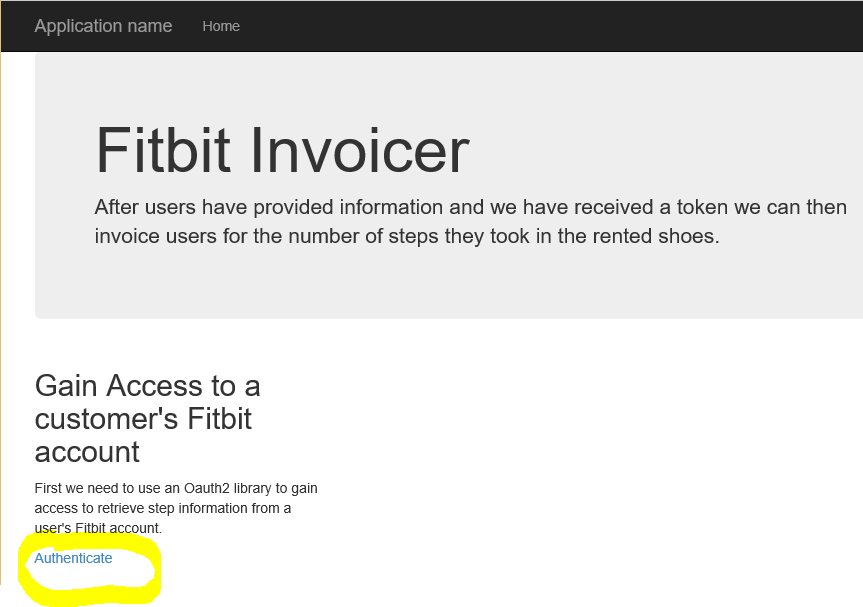 Application name Home
Fitbit Invoicer
After users have provided information and we have received a token we can then
invoice users for the number of steps they took in the rented shoes.
Gain Access to a
customer's Fitbit
account
First we need to use an Oauth2 library to gain
access to retrieve step information from a
user's Fitbit account.
Authenticate